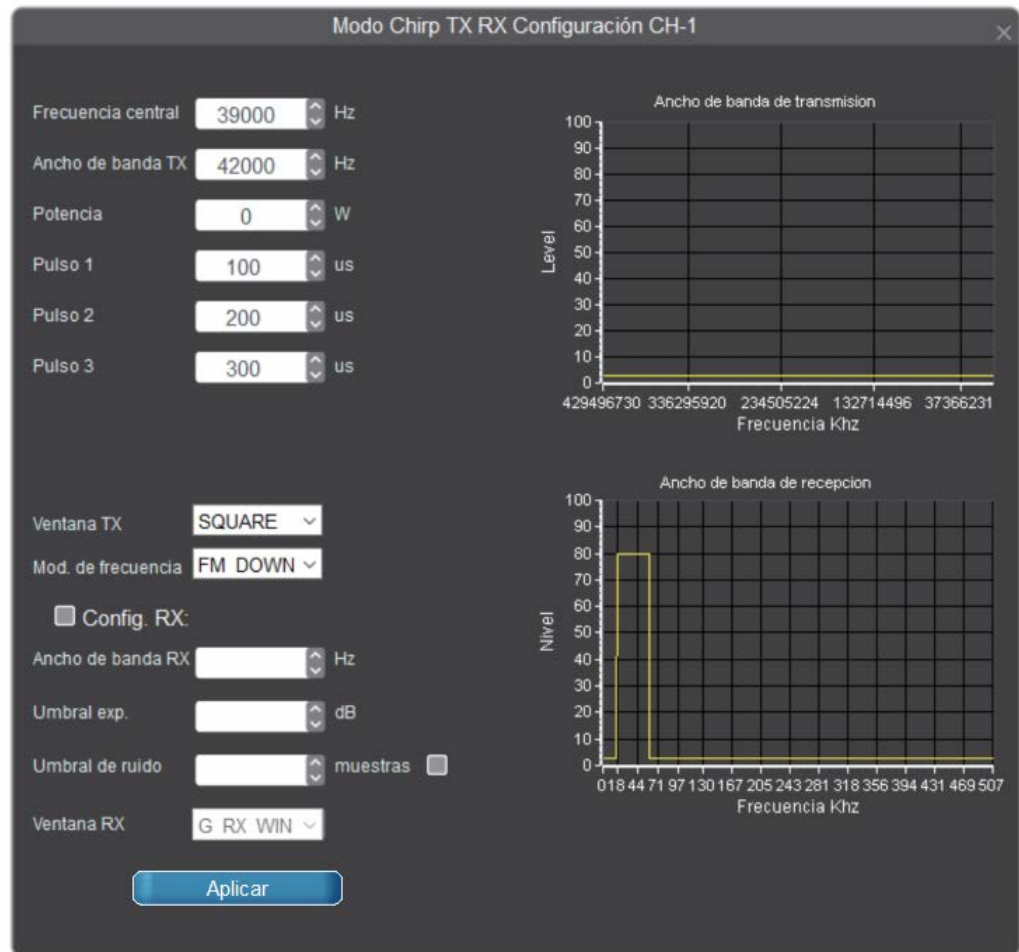 Modo Chirp TX RX Configuración CH-1
Frecuencia central 39000 Hz
Ancho de banda TX 42000 Hz
Potencia 0 W
Pulso 1 100 us
Pulso 2 200 us
Pulso 3 300 us
Ventana TX SQUARE
Mod. de frecuencia FM DOWN
Config. RX:
Ancho de banda RX Hz
Umbral exp. dB
Umbral de ruido muestras
Ventana RX G RX WIN
Aplicar
Ancho de banda de transmision
100
90
80
70
60
50
40
30
20
10
0
Level
429496730 336295920 234505224 132714496 37366231
Frecuencia Khz
Ancho de banda de recepcion
100
90
80
70
60
50
40
30
20
10
0
Nivel
018 44 71 97 130 167 205 243 281 318 356 394 431 469 507
Frecuencia Khz